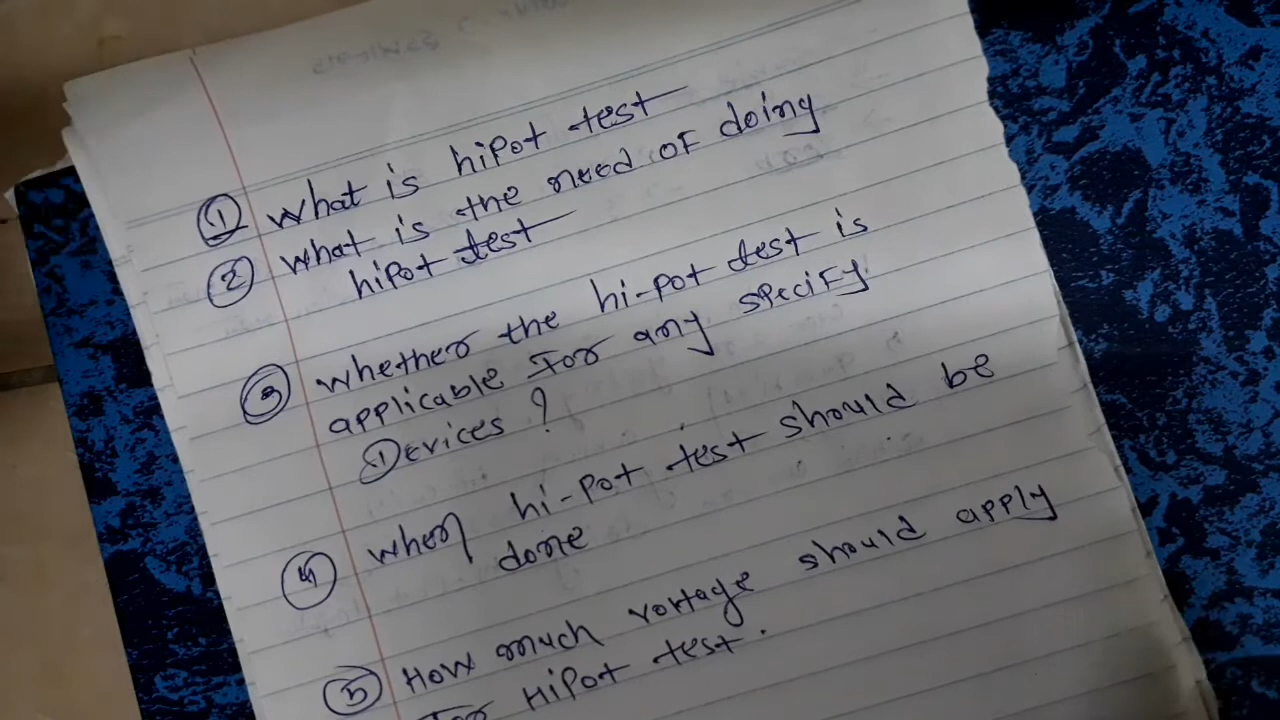 ① What is hipot test
② What is the need of doing
hipot test
③ Whether the hi-pot test is
applicable For any specify
Devices ?
④ When hi-pot test should be
done
⑤ How much voltage should apply
For Hipot test.